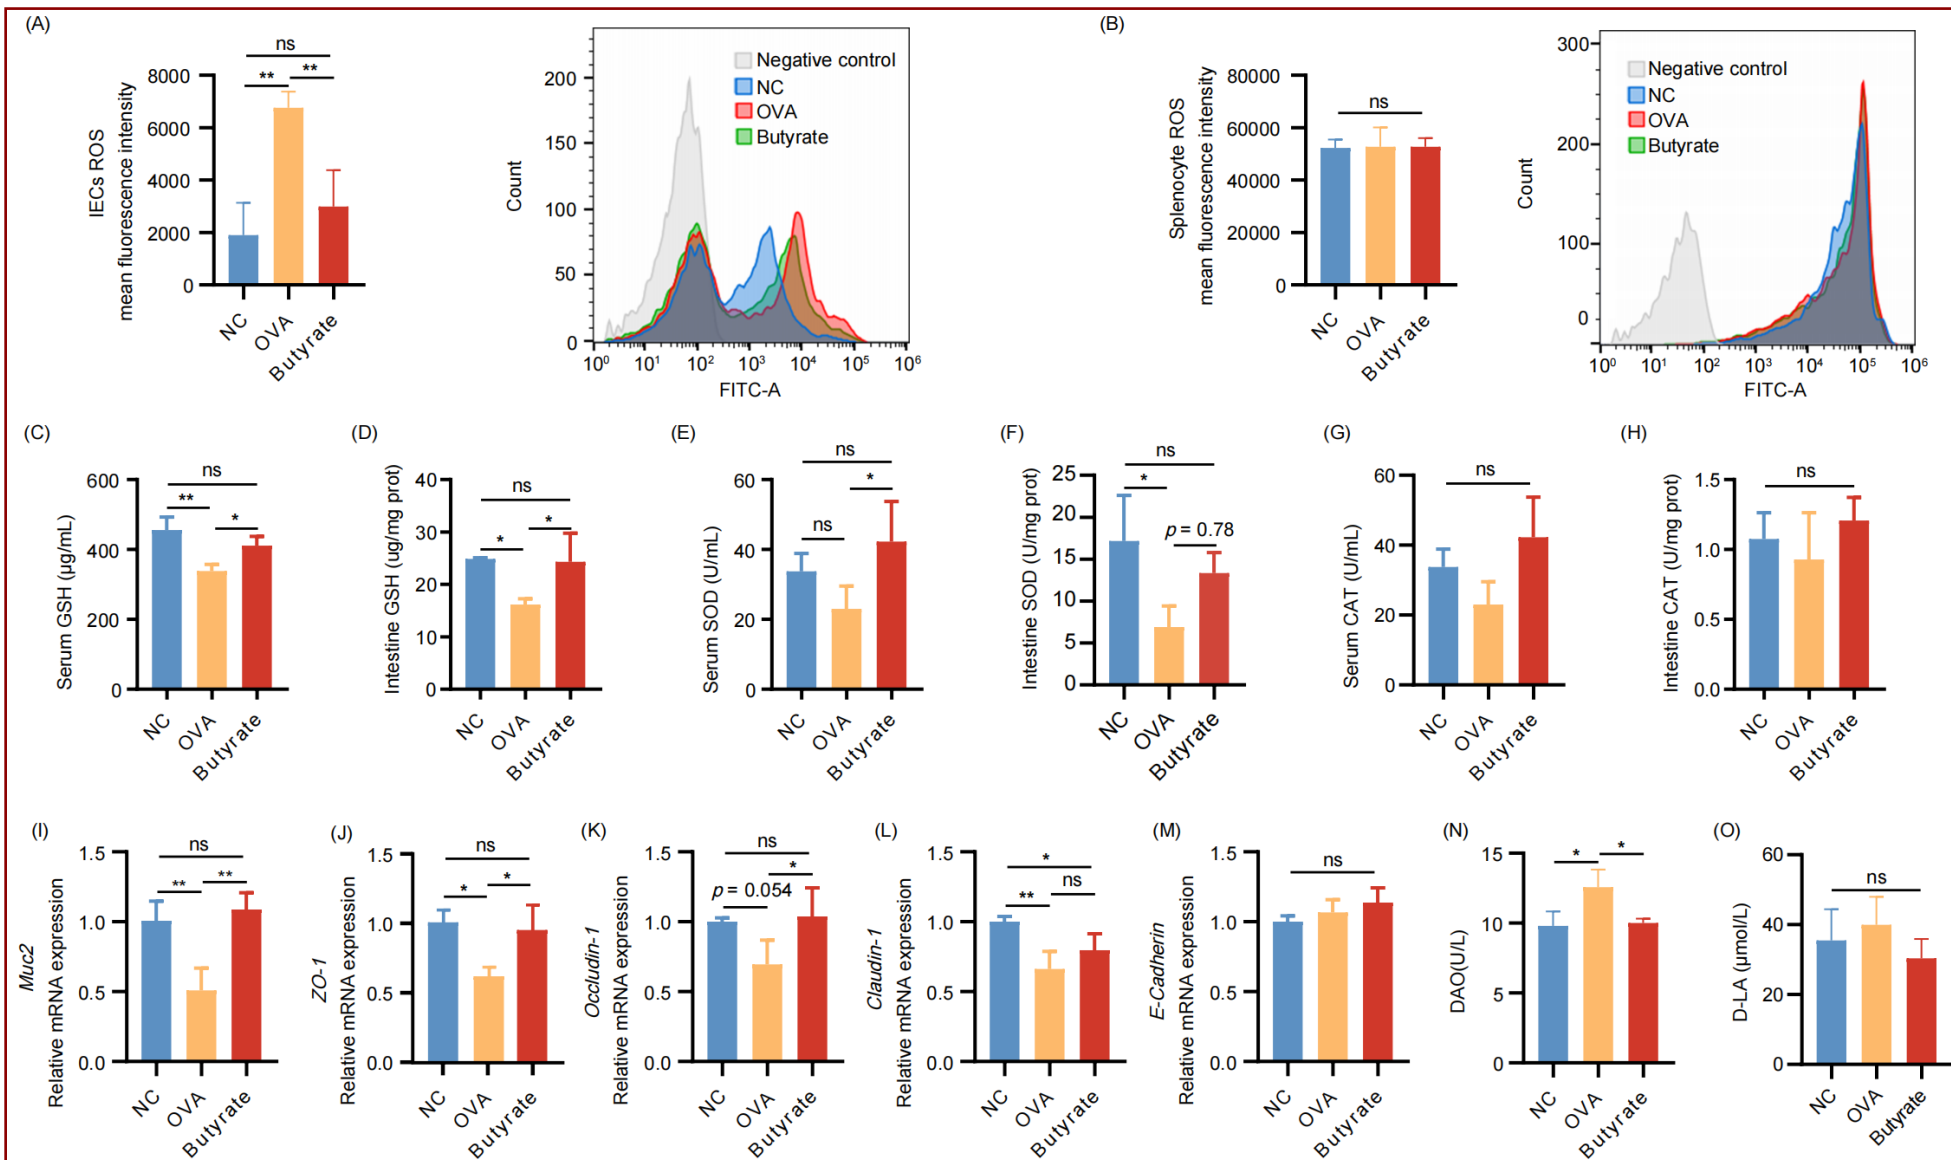 (A)
ns
** **
IECs ROS
mean fluorescence intensity
8000
6000
4000
2000
0
NC
OVA
Butyrate
Count
200
150
100
50
0
Negative control
NC
OVA
Butyrate
10⁰ 10¹ 10² 10³ 10⁴ 10⁵ 10⁶
FITC-A
(B)
ns
Splenocyte ROS
mean fluorescence intensity
80000
60000
40000
20000
0
NC
OVA
Butyrate
Count
300
200
100
0
Negative control
NC
OVA
Butyrate
10⁰ 10¹ 10² 10³ 10⁴ 10⁵ 10⁶
FITC-A
(C)
ns
**
*
Serum GSH (µg/mL)
600
400
200
0
NC
OVA
Butyrate
(D)
ns
*
*
Intestine GSH (ug/mg prot)
40
30
20
10
0
NC
OVA
Butyrate
(E)
ns
*
ns
Serum SOD (U/mL)
60
40
20
0
NC
OVA
Butyrate
(F)
ns
*
p = 0.78
Intestine SOD (U/mg prot)
25
20
15
10
5
0
NC
OVA
Butyrate
(G)
ns
Serum CAT (U/mL)
60
40
20
0
NC
OVA
Butyrate
(H)
ns
Intestine CAT (U/mg prot)
1.5
1.0
0.5
0.0
NC
OVA
Butyrate
(I)
ns
** **
Muc2
Relative mRNA expression
1.5
1.0
0.5
0.0
NC
OVA
Butyrate
(J)
ns
* *
ZO-1
Relative mRNA expression
1.5
1.0
0.5
0.0
NC
OVA
Butyrate
(K)
ns
*
p = 0.054
Occludin-1
Relative mRNA expression
1.5
1.0
0.5
0.0
NC
OVA
Butyrate
(L)
*
ns
**
Claudin-1
Relative mRNA expression
1.5
1.0
0.5
0.0
NC
OVA
Butyrate
(M)
ns
E-Cadherin
Relative mRNA expression
1.5
1.0
0.5
0.0
NC
OVA
Butyrate
(N)
* *
DAO(U/L)
15
10
5
0
NC
OVA
Butyrate
(O)
ns
D-LA (µmol/L)
60
40
20
0
NC
OVA
Butyrate